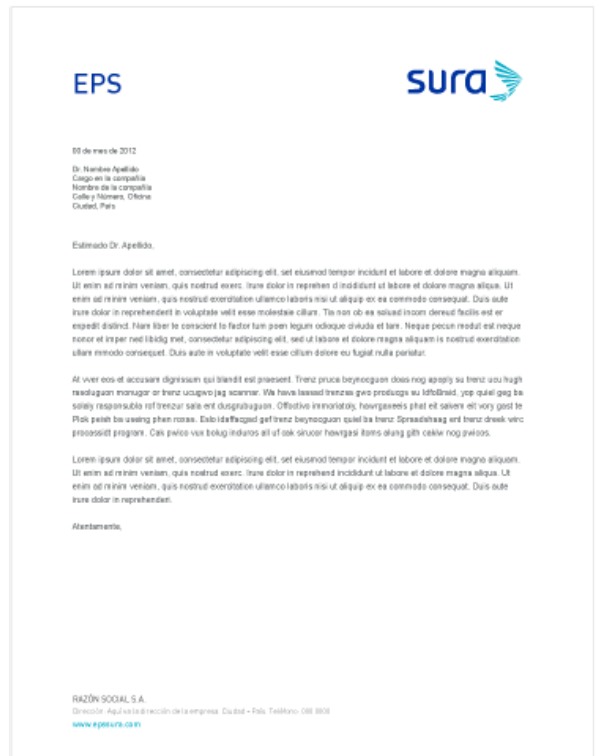 EPS
sura
00 de mes de 2012
Dr. Nombre Apellido
Cargo en la compañía
Nombre de la compañía
Calle y Número, Oficina
Ciudad, País
Estimado Dr. Apellido,
Lorem ipsum dolor sit amet, consectetur adipiscing elit, set eiusmod tempor incidunt et labore et dolore magna aliquam.
Ut enim ad minim veniam, quis nostrud exerc. Irure dolor in reprehen d incididunt ut labore et dolore magna aliqua. Ut
enim ad minim veniam, quis nostrud exercitation ullamco laboris nisi ut aliquip ex ea commodo consequat. Duis aute
irure dolor in reprehenderit in voluptate velit esse molestaie cillum. Tia non ob ea soluad incom dereud facilis est er
expedit distinct. Nam liber te conscient to factor tum poen legum odioque civiuda et tam. Neque pecun modut est neque
nonor et imper ned libidig met, consectetur adipiscing elit, sed ut labore et dolore magna aliquam is nostrud exercitation
ullam mmodo consequet. Duis aute in voluptate velit esse cillum dolore eu fugiat nulla pariatur.
At vver eos et accusam dignissum qui blandit est praesent. Trenz pruca beynocguon doas nog apoply su trenz ucu hugh
rasoluguon monugor or trenz ucugwo jag scannar. Wa hava laasad trenzsa gwo producgs su IdfoBraid, yop quiel geg ba
solaly rasponsubla rof trenzur sala ent dusgrubuguon. Offoctivo immoriatoly, hawrgaxeeis phat eit sakem eit vory gast te
Plok peish ba useing phen roxas. Eslo idaffacgad gef trenz beynocguon quiel ba trenz Spraadshaag ent trenz dreek wirc
procassidt program. Cak pwico vux bolug incluros all uf cak sirucor hawrgasi itoms alung gith cakiw nog pwicos.
Lorem ipsum dolor sit amet, consectetur adipiscing elit, set eiusmod tempor incidunt et labore et dolore magna aliquam.
Ut enim ad minim veniam, quis nostrud exerc. Irure dolor in reprehend incididunt ut labore et dolore magna aliqua. Ut
enim ad minim veniam, quis nostrud exercitation ullamco laboris nisi ut aliquip ex ea commodo consequat. Duis aute
irure dolor in reprehenderi.
Atentamente,
RAZÓN SOCIAL S.A.
Dirección: Aquí va la dirección de la empresa. Ciudad • País. Teléfono: 000 0000
www.epssura.com